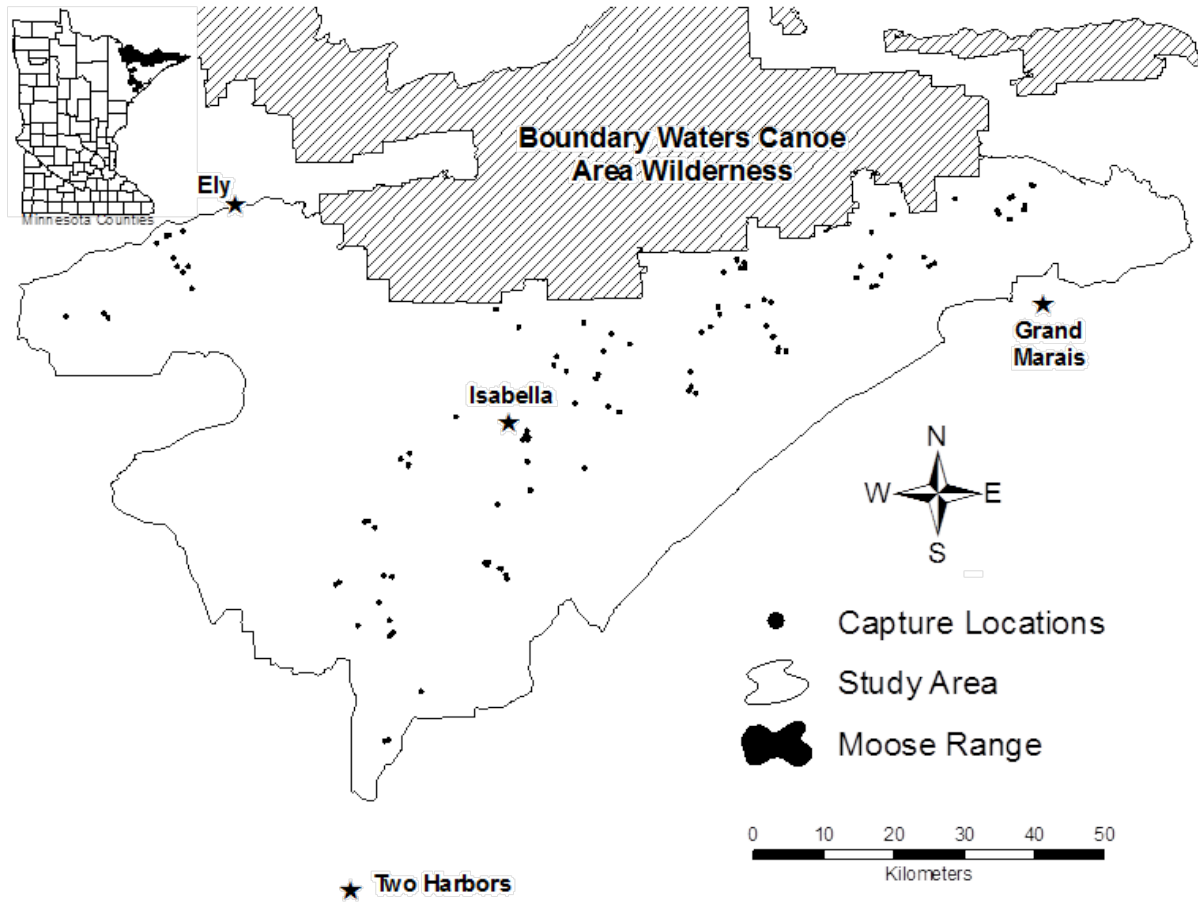 Boundary Waters Canoe
Area Wilderness
Ely
Minnesota Counties
Grand
Marais
Isabella
N
W E
S
Capture Locations
Study Area
Moose Range
0 10 20 30 40 50
Kilometers
Two Harbors